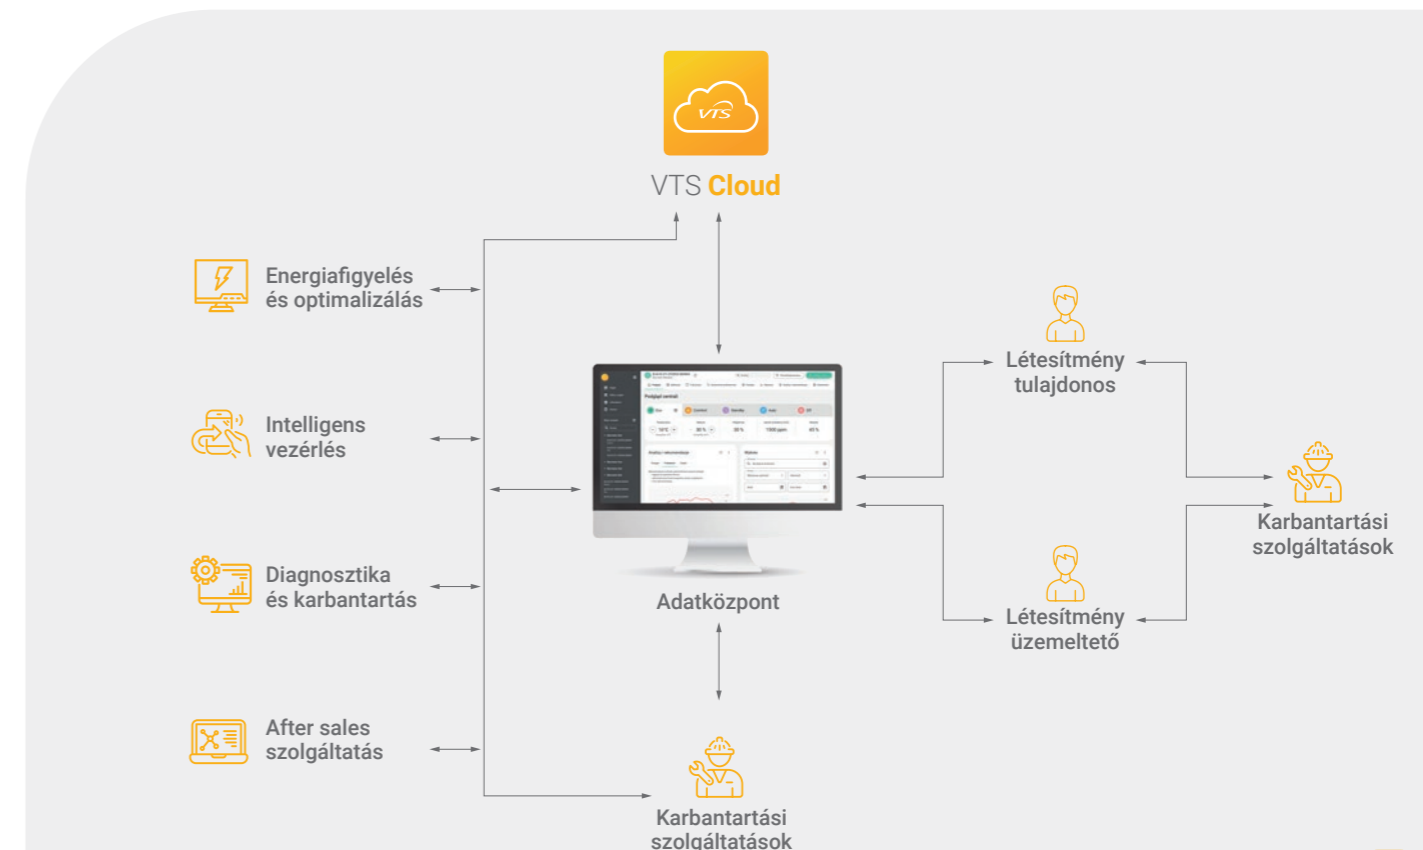 VTS
VTS Cloud
Energiafigyelés
és optimalizálás
Intelligens
vezérlés
Diagnosztika
és karbantartás
After sales
szolgáltatás
Adatközpont
Létesítmény
tulajdonos
Létesítmény
üzemeltető
Karbantartási
szolgáltatások
Karbantartási
szolgáltatások